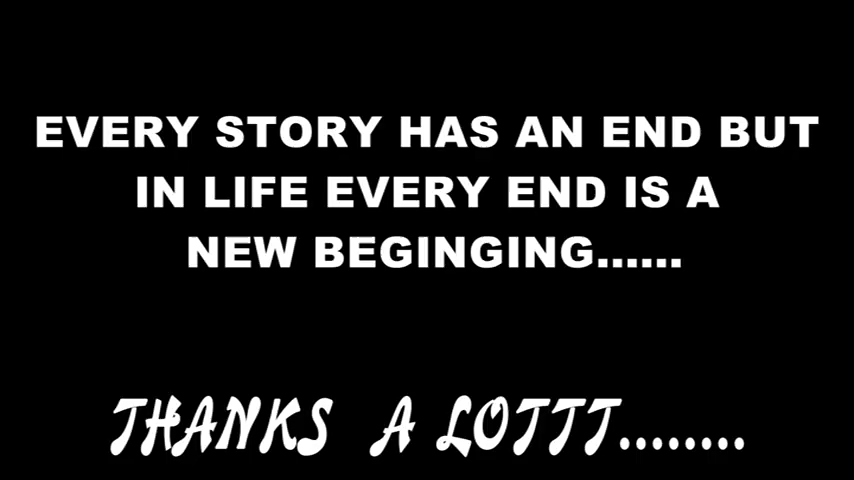 EVERY STORY HAS AN END BUT
IN LIFE EVERY END IS A
NEW BEGINGING......
THANKS A LOTTT........